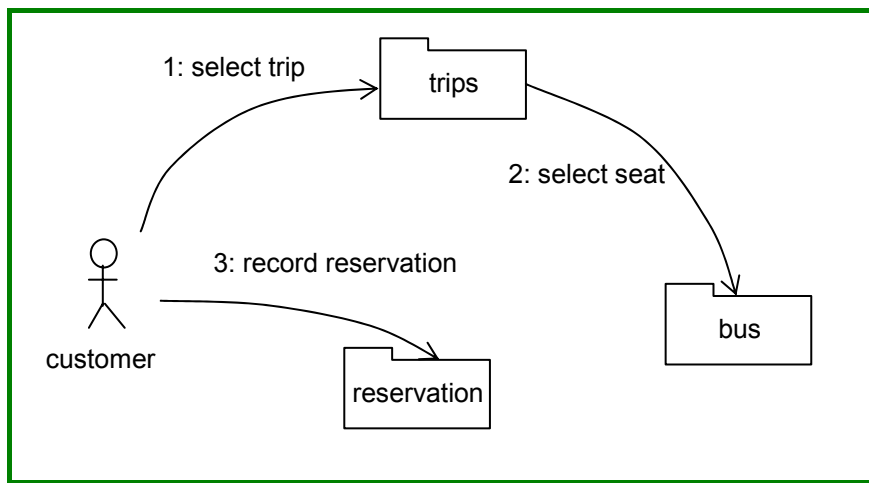 1: select trip
trips
2: select seat
3: record reservation
bus
customer
reservation